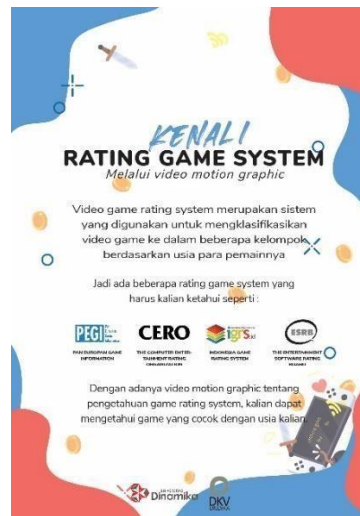 KENALI
RATING GAME SYSTEM
Melalui video motion graphic
Video game rating system merupakan sistem
yang digunakan untuk mengklasifikasikan
video game ke dalam beberapa kelompok
berdasarkan usia para pemainnya
Jadi ada beberapa rating game system yang
harus kalian ketahui seperti :
PEGI
CERO
igrs.id
ESRB
PAN EUROPEAN GAME
INFORMATION
THE COMPUTER ENTER-
TAINMENT RATING
ORGANIZATION
INDONESIA GAME
RATING SYSTEM
THE ENTERTAINMENT
SOFTWARE RATING
BOARD
Dengan adanya video motion graphic tentang
pengetahuan game rating system, kalian dapat
mengetahui game yang cocok dengan usia kalian.
Dinamika
DKV